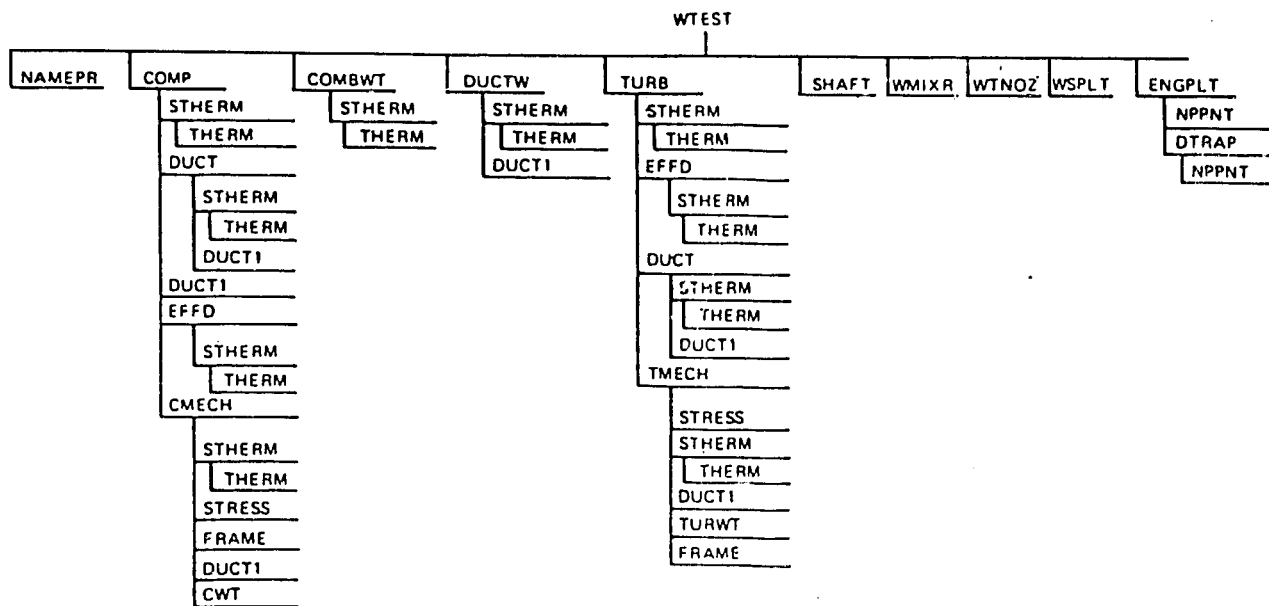 WTEST
NAMEPR
COMP
STHERM
THERM
DUCT
STHERM
THERM
DUCT1
DUCT1
EFFD
STHERM
THERM
CMECH
STHERM
THERM
STRESS
FRAME
DUCT1
CWT
COMBWT
STHERM
THERM
DUCTW
STHERM
THERM
DUCT1
TURB
STHERM
THERM
EFFD
STHERM
THERM
DUCT
STHERM
THERM
DUCT1
TMECH
STRESS
STHERM
THERM
DUCT1
TURWT
FRAME
SHAFT
WMIXR
WTNOZ
WSPLT
ENGPLT
NPPNT
DTRAP
NPPNT